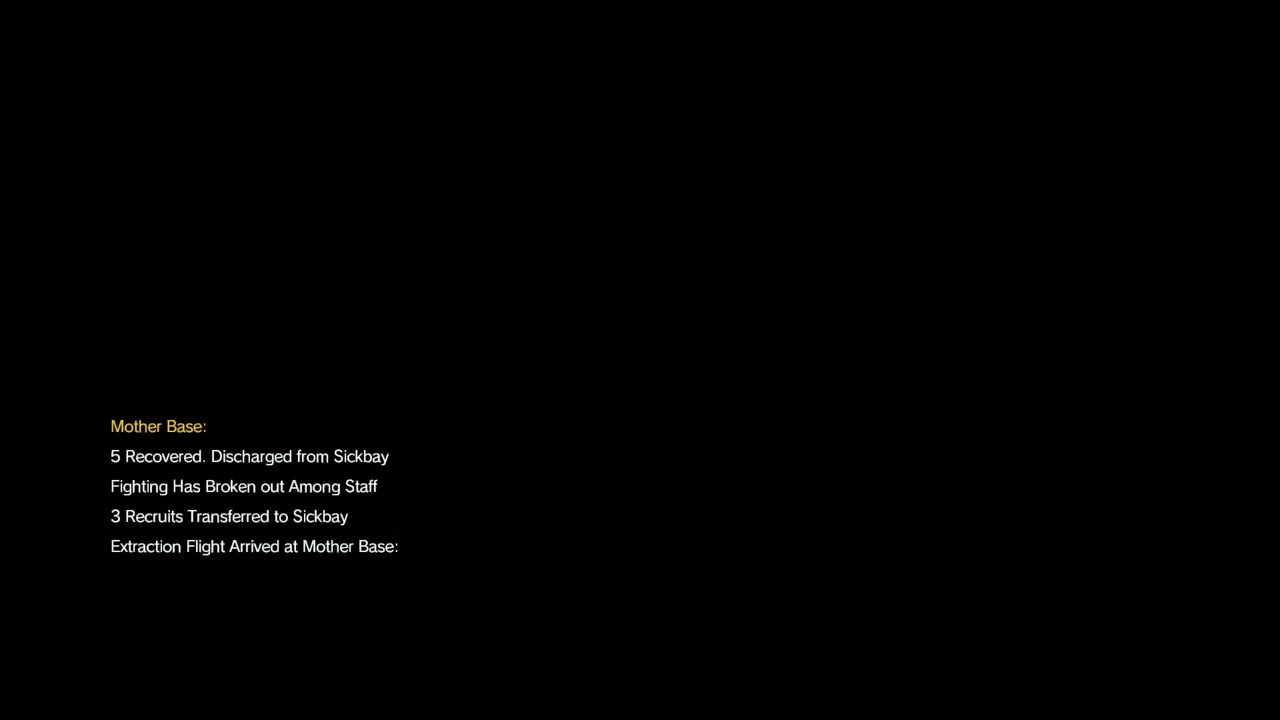 Mother Base:
5 Recovered. Discharged from Sickbay
Fighting Has Broken out Among Staff
3 Recruits Transferred to Sickbay
Extraction Flight Arrived at Mother Base: